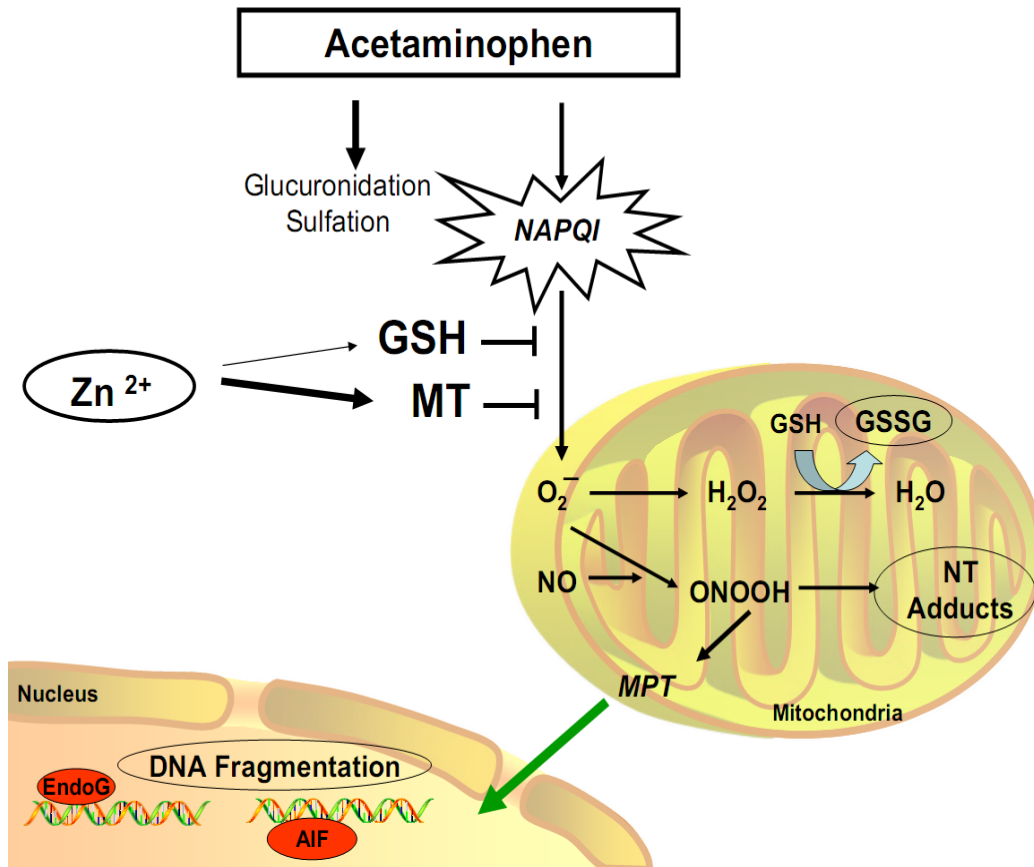 Acetaminophen
Glucuronidation
Sulfation
NAPQI
GSH
MT
Zn 2+
GSH
GSSG
O₂⁻
H₂O₂
H₂O
NO
ONOOH
NT
Adducts
MPT
Mitochondria
Nucleus
DNA Fragmentation
EndoG
AIF